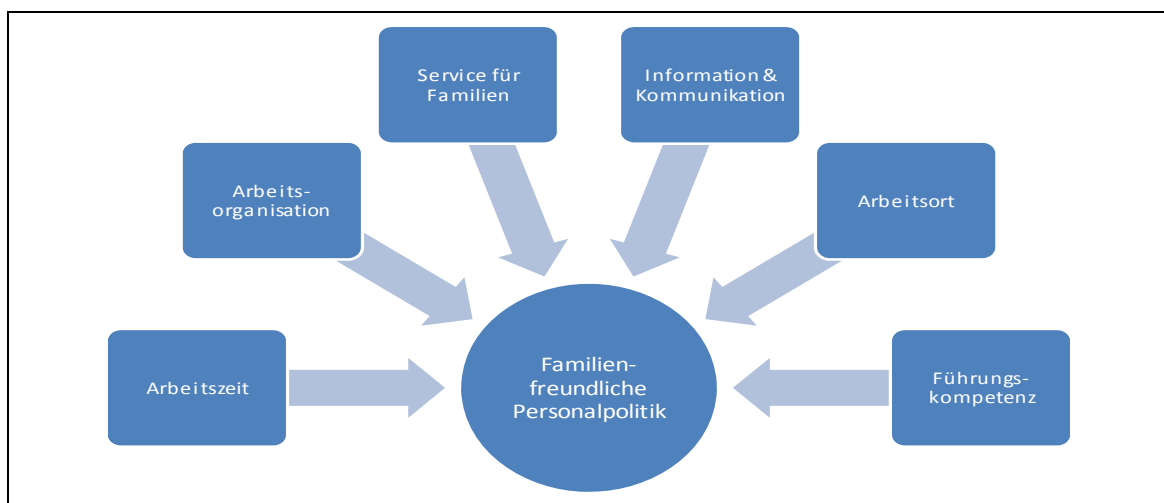 Service für
Familien
Information &
Kommunikation
Arbeits-
organisation
Arbeitsort
Arbeitszeit
Familien-
freundliche
Personalpolitik
Führungs-
kompetenz